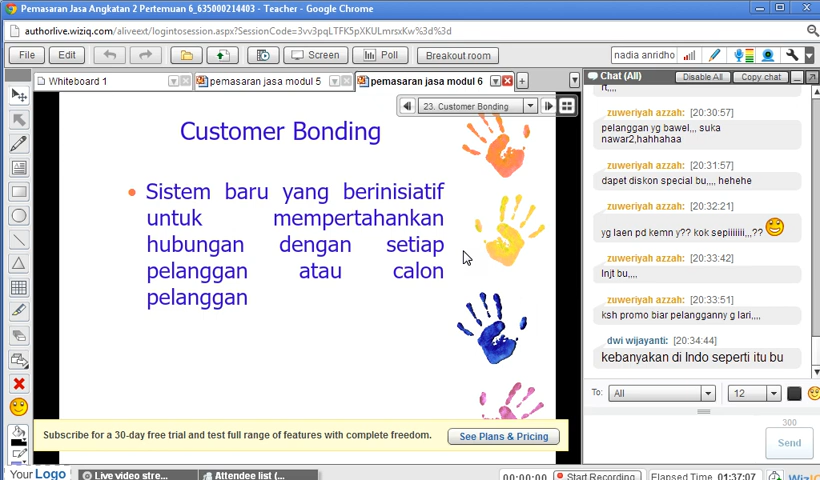 Pemasaran Jasa Angkatan 2 Pertemuan 6_635000214403 - Teacher - Google Chrome
authorlive.wiziq.com/aliveext/logintosession.aspx?SessionCode=3vv3pqLTFK5pXKULmrsxKw%3d%3d
File Edit Screen Poll Breakout room nadia anridho
Whiteboard 1 pemasaran jasa modul 5 pemasaran jasa modul 6
23. Customer Bonding
Customer Bonding
Sistem baru yang berinisiatif
untuk mempertahankan
hubungan dengan setiap
pelanggan atau calon
pelanggan
Subscribe for a 30-day free trial and test full range of features with complete freedom. See Plans & Pricing
Your Logo Live video stre... Attendee list (... 00:00:00 Start Recording Elapsed Time: 01:37:07
Chat (All) Disable All Copy chat
zuweriyah azzah: [20:30:57]
pelanggan yg bawel,,, suka
nawar2,hahhahaa
zuweriyah azzah: [20:31:57]
dapet diskon special bu,,,, hehehe
zuweriyah azzah: [20:32:21]
yg laen pd kemn y?? kok sepiiiiiii,,,??
zuweriyah azzah: [20:33:42]
lnjt bu,,,,
zuweriyah azzah: [20:33:51]
ksh promo biar pelangganny g lari,,,,
dwi wijayanti: [20:34:44]
kebanyakan di Indo seperti itu bu
To: All 12
300
Send